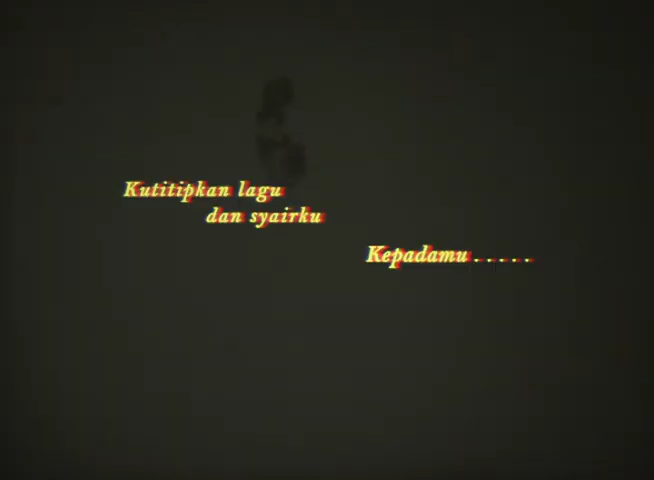 Kutitipkan lagu
dan syairku
Kepadamu . . . . .